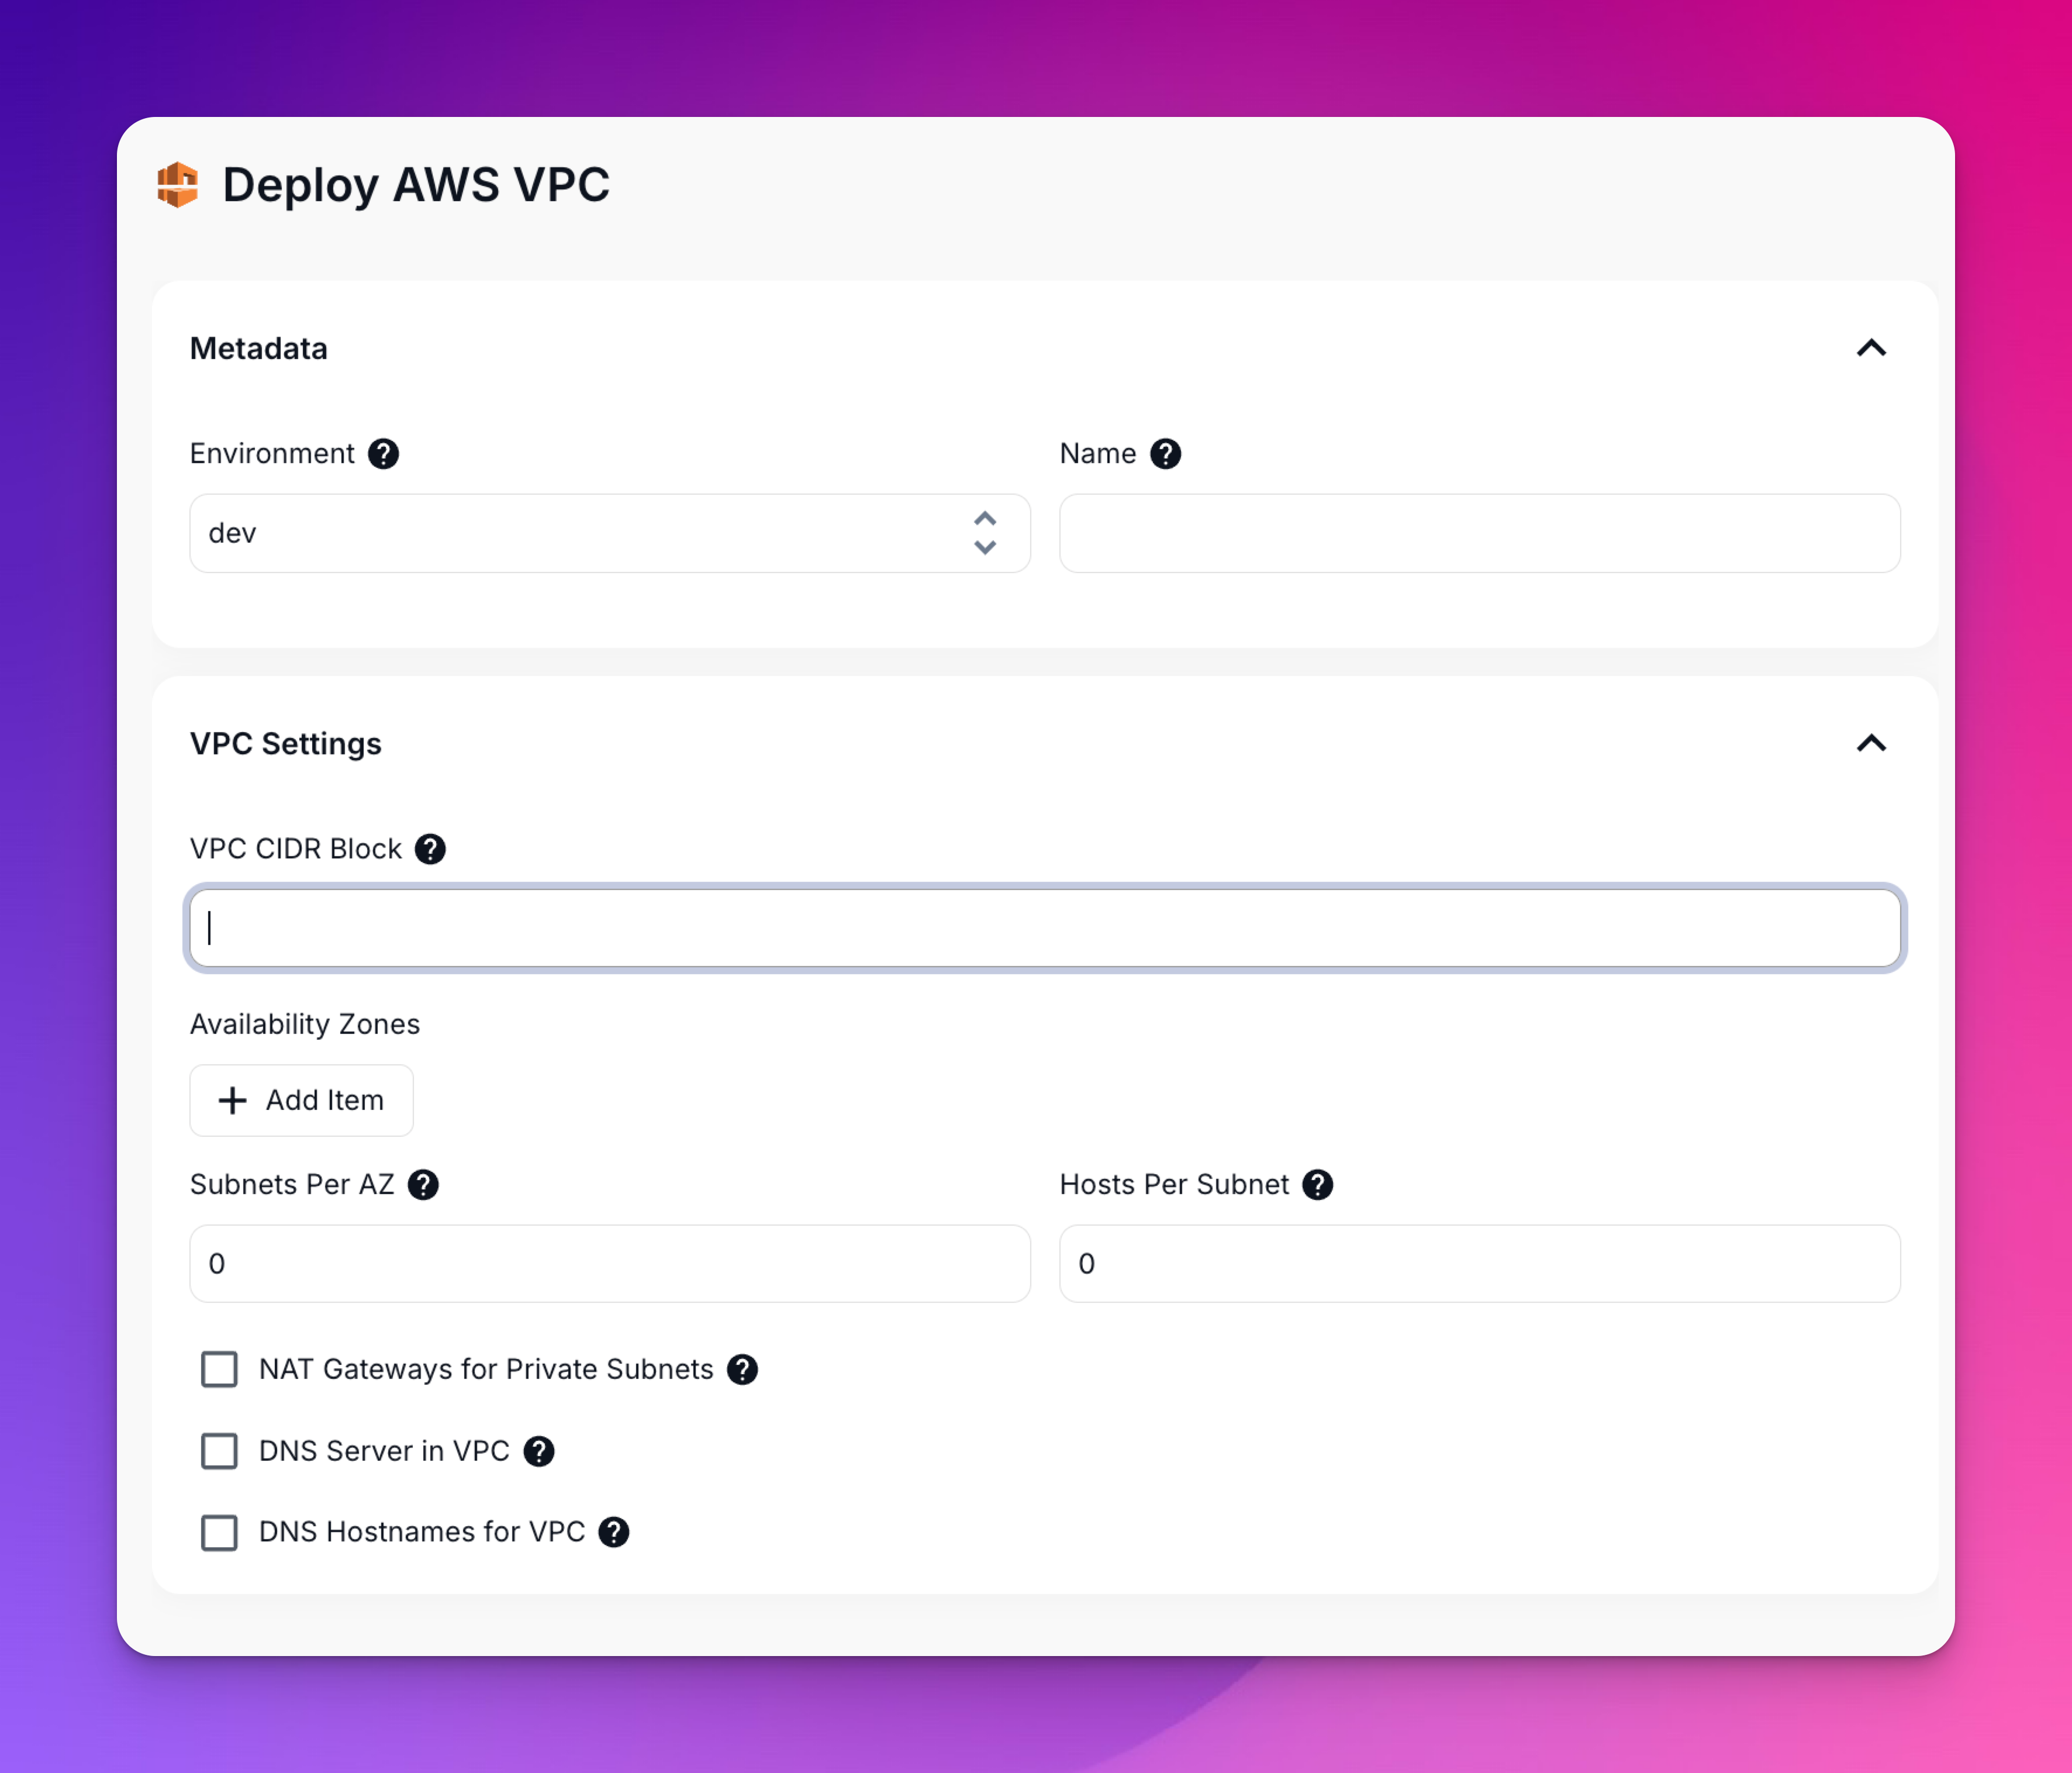 Deploy AWS VPC
Metadata
Environment ?
Name ?
dev
VPC Settings
VPC CIDR Block ?
Availability Zones
+ Add Item
Subnets Per AZ ?
Hosts Per Subnet ?
0
0
NAT Gateways for Private Subnets ?
DNS Server in VPC ?
DNS Hostnames for VPC ?